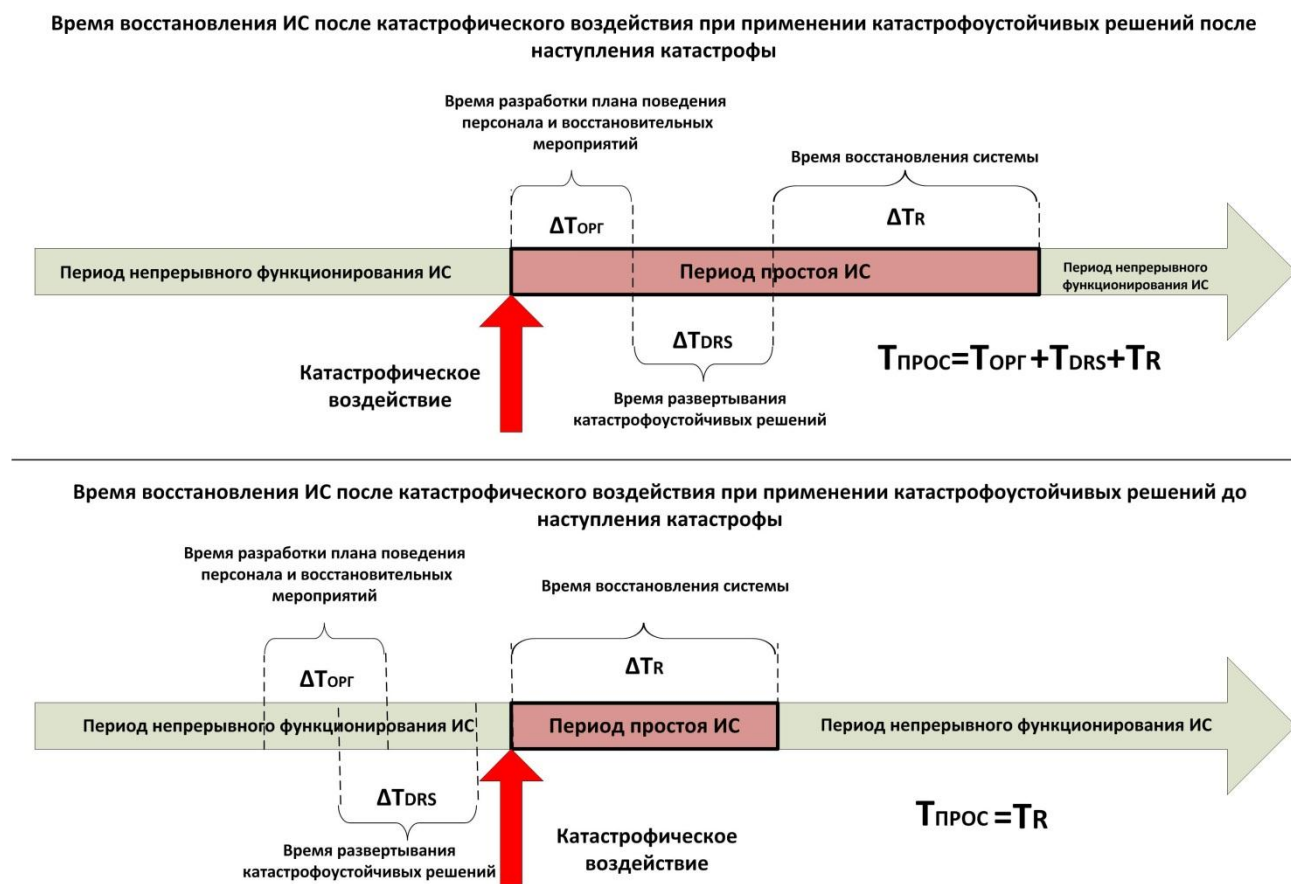 Время восстановления ИС после катастрофического воздействия при применении катастрофоустойчивых решений после
наступления катастрофы
Время разработки плана поведения
персонала и восстановительных
мероприятий
Время восстановления системы
ΔTОРГ
ΔTR
Период непрерывного функционирования ИС
Период простоя ИС
Период непрерывного
функционирования ИС
ΔTDRS
TПРОС=TОРГ+TDRS+TR
Катастрофическое
воздействие
Время развертывания
катастрофоустойчивых решений
Время восстановления ИС после катастрофического воздействия при применении катастрофоустойчивых решений до
наступления катастрофы
Время разработки плана поведения
персонала и восстановительных
мероприятий
Время восстановления системы
ΔTОРГ
ΔTR
Период непрерывного функционирования ИС
Период простоя ИС
Период непрерывного функционирования ИС
ΔTDRS
TПРОС =TR
Катастрофическое
воздействие
Время развертывания
катастрофоустойчивых решений